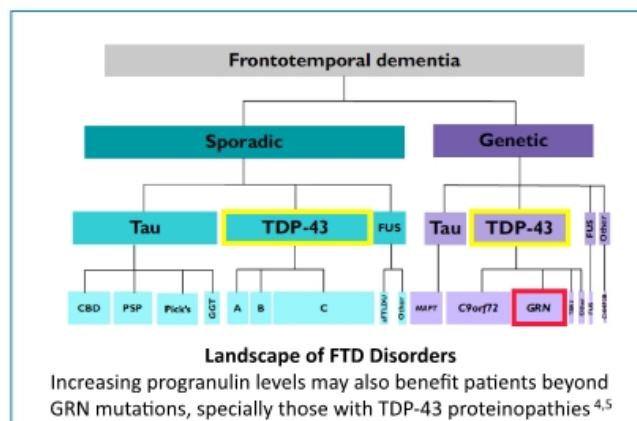 Frontotemporal dementia
Sporadic Genetic
Tau TDP-43 FUS Tau TDP-43 FUS Other
CBD PSP Pick's GGT A B C Other MAPT C9orf72 GRN Other FUS
Landscape of FTD Disorders
Increasing progranulin levels may also benefit patients beyond
GRN mutations, specially those with TDP-43 proteinopathies 4,5